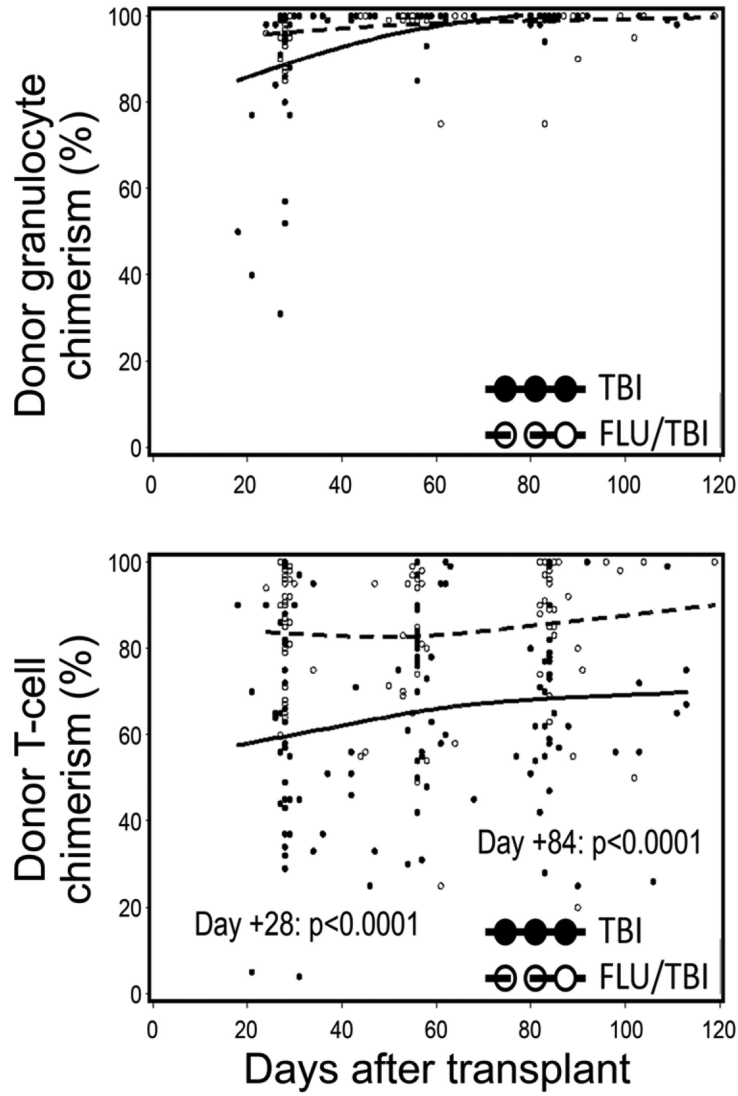 Donor granulocyte
chimerism (%)
100
80
60
40
20
0
TBI
FLU/TBI
0 20 40 60 80 100 120
Donor T-cell
chimerism (%)
100
80
60
40
20
0
Day +84: p<0.0001
Day +28: p<0.0001
TBI
FLU/TBI
0 20 40 60 80 100 120
Days after transplant